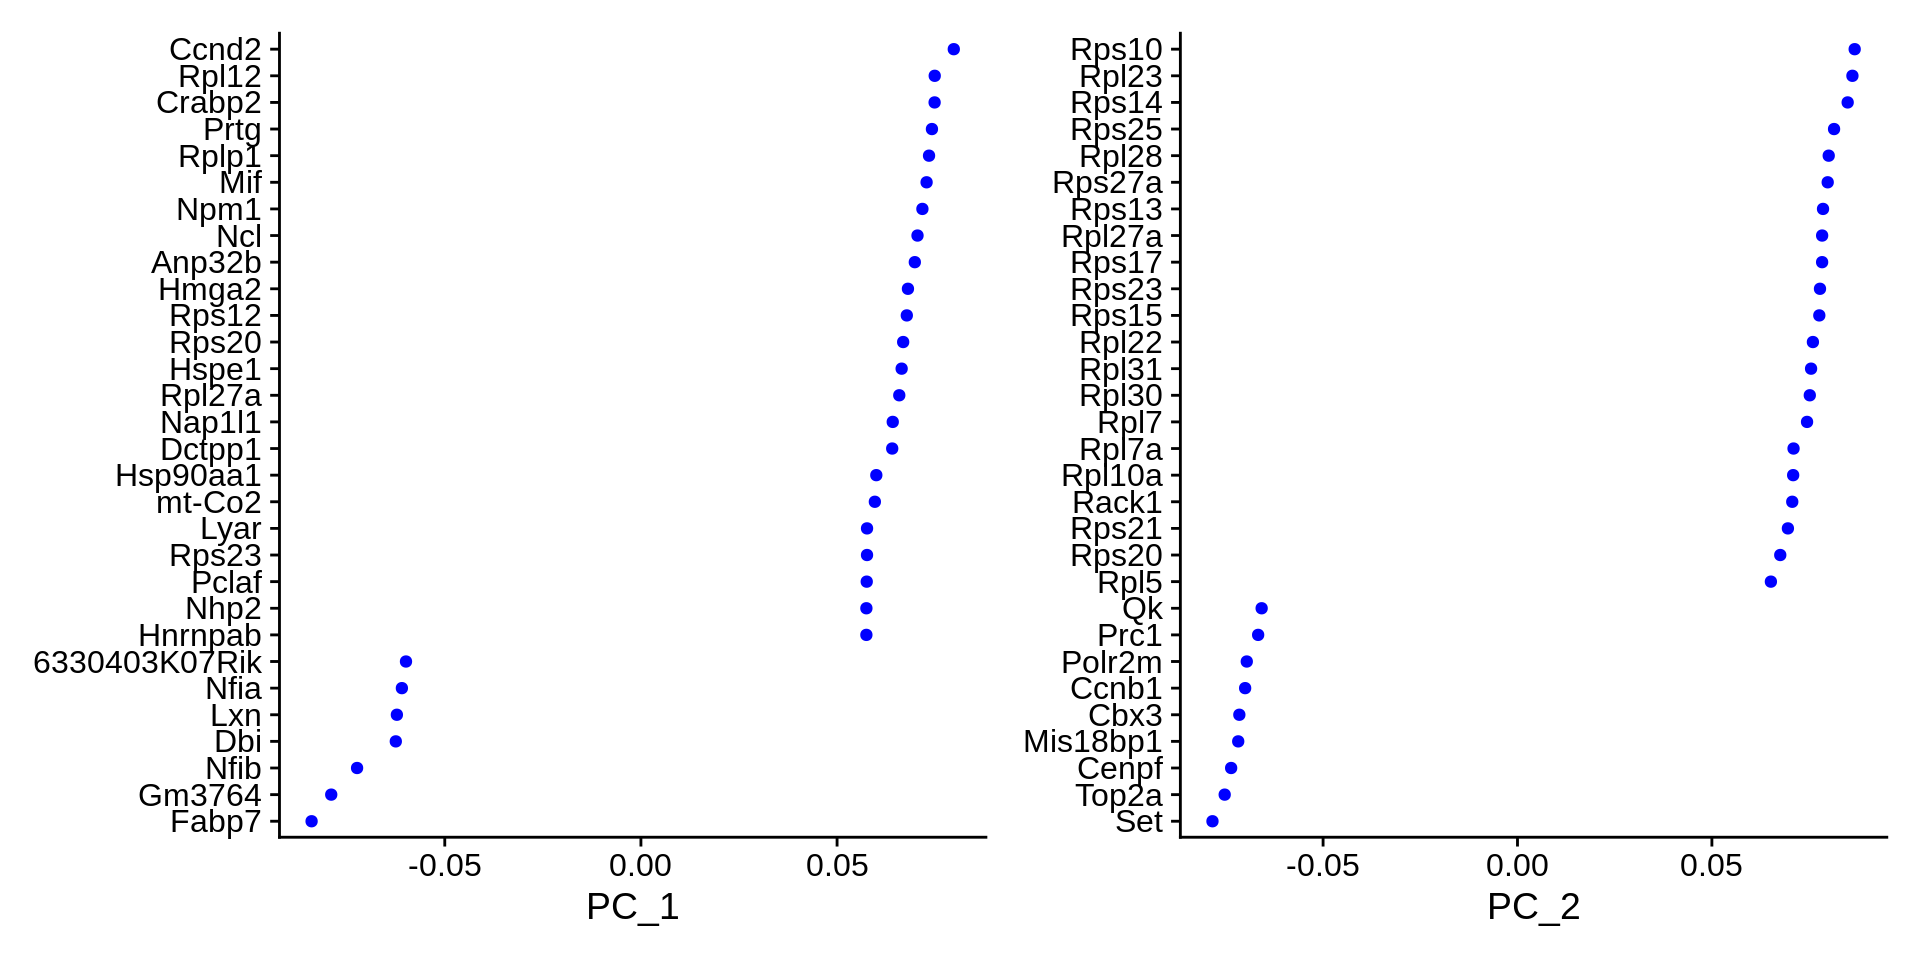 Ccnd2
Rpl12
Crabp2
Prtg
Rplp1
Mif
Npm1
Ncl
Anp32b
Hmga2
Rps12
Rps20
Hspe1
Rpl27a
Nap1l1
Dctpp1
Hsp90aa1
mt-Co2
Lyar
Rps23
Pclaf
Nhp2
Hnrnpab
6330403K07Rik
Nfia
Lxn
Dbi
Nfib
Gm3764
Fabp7
-0.05 0.00 0.05
PC_1
Rps10
Rpl23
Rps14
Rps25
Rpl28
Rps27a
Rps13
Rpl27a
Rps17
Rps23
Rps15
Rpl22
Rpl31
Rpl30
Rpl7
Rpl7a
Rpl10a
Rack1
Rps21
Rps20
Rpl5
Qk
Prc1
Polr2m
Ccnb1
Cbx3
Mis18bp1
Cenpf
Top2a
Set
-0.05 0.00 0.05
PC_2